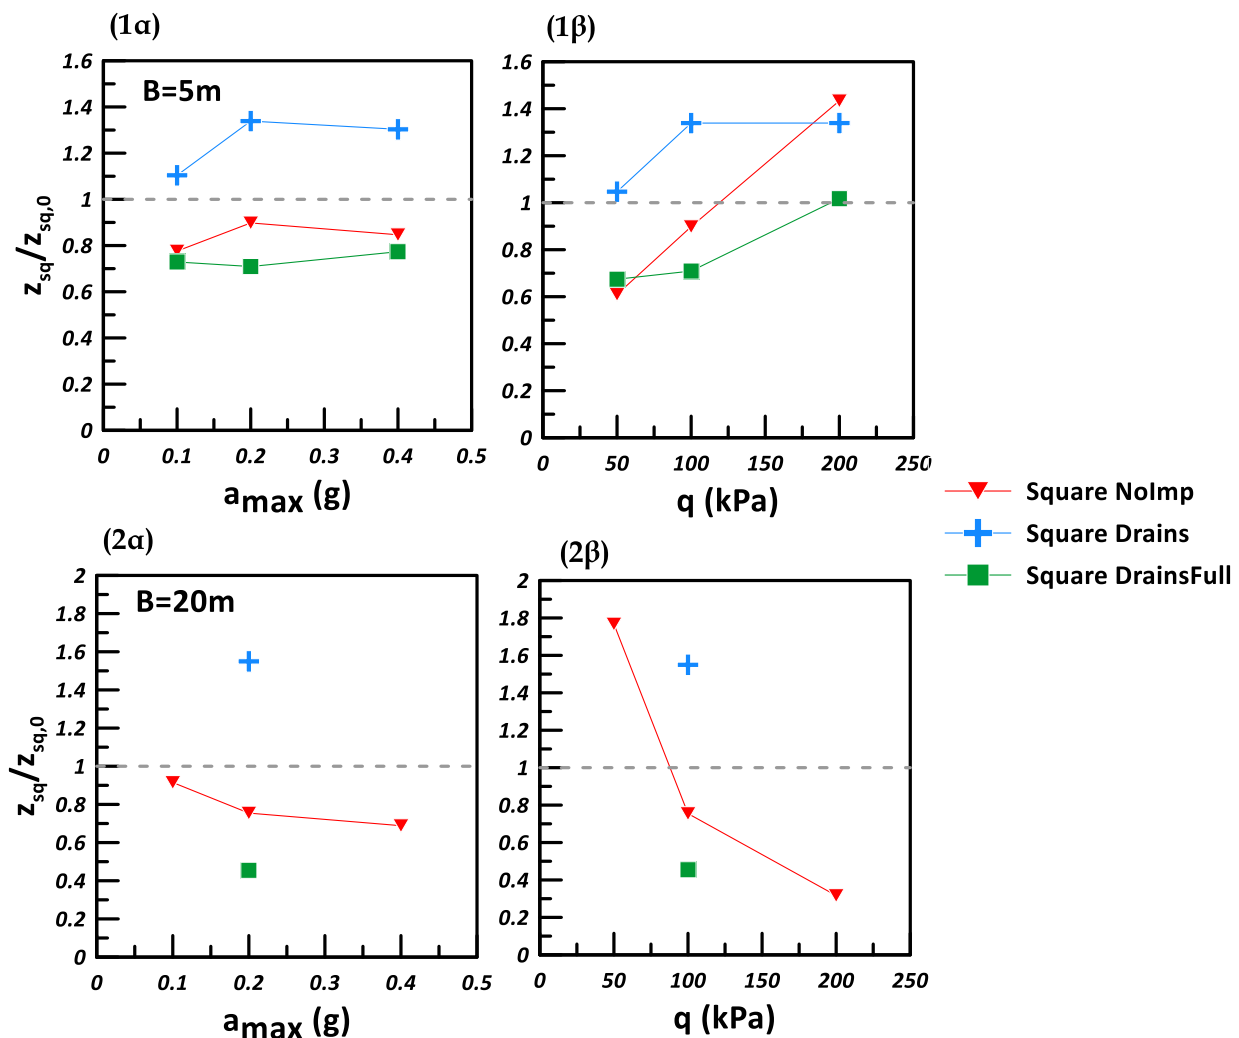 (1α)
1.6
1.4
1.2
1
0.8
0.6
0.4
0.2
0
B=5m
zsq/zsq,0
0 0.1 0.2 0.3 0.4 0.5
amax (g)
(1β)
1.6
1.4
1.2
1
0.8
0.6
0.4
0.2
0
0 50 100 150 200 250
q (kPa)
Square NoImp
Square Drains
Square DrainsFull
(2α)
2
1.8
1.6
1.4
1.2
1
0.8
0.6
0.4
0.2
0
B=20m
zsq/zsq,0
0 0.1 0.2 0.3 0.4 0.5
amax (g)
(2β)
2
1.8
1.6
1.4
1.2
1
0.8
0.6
0.4
0.2
0
0 50 100 150 200 250
q (kPa)